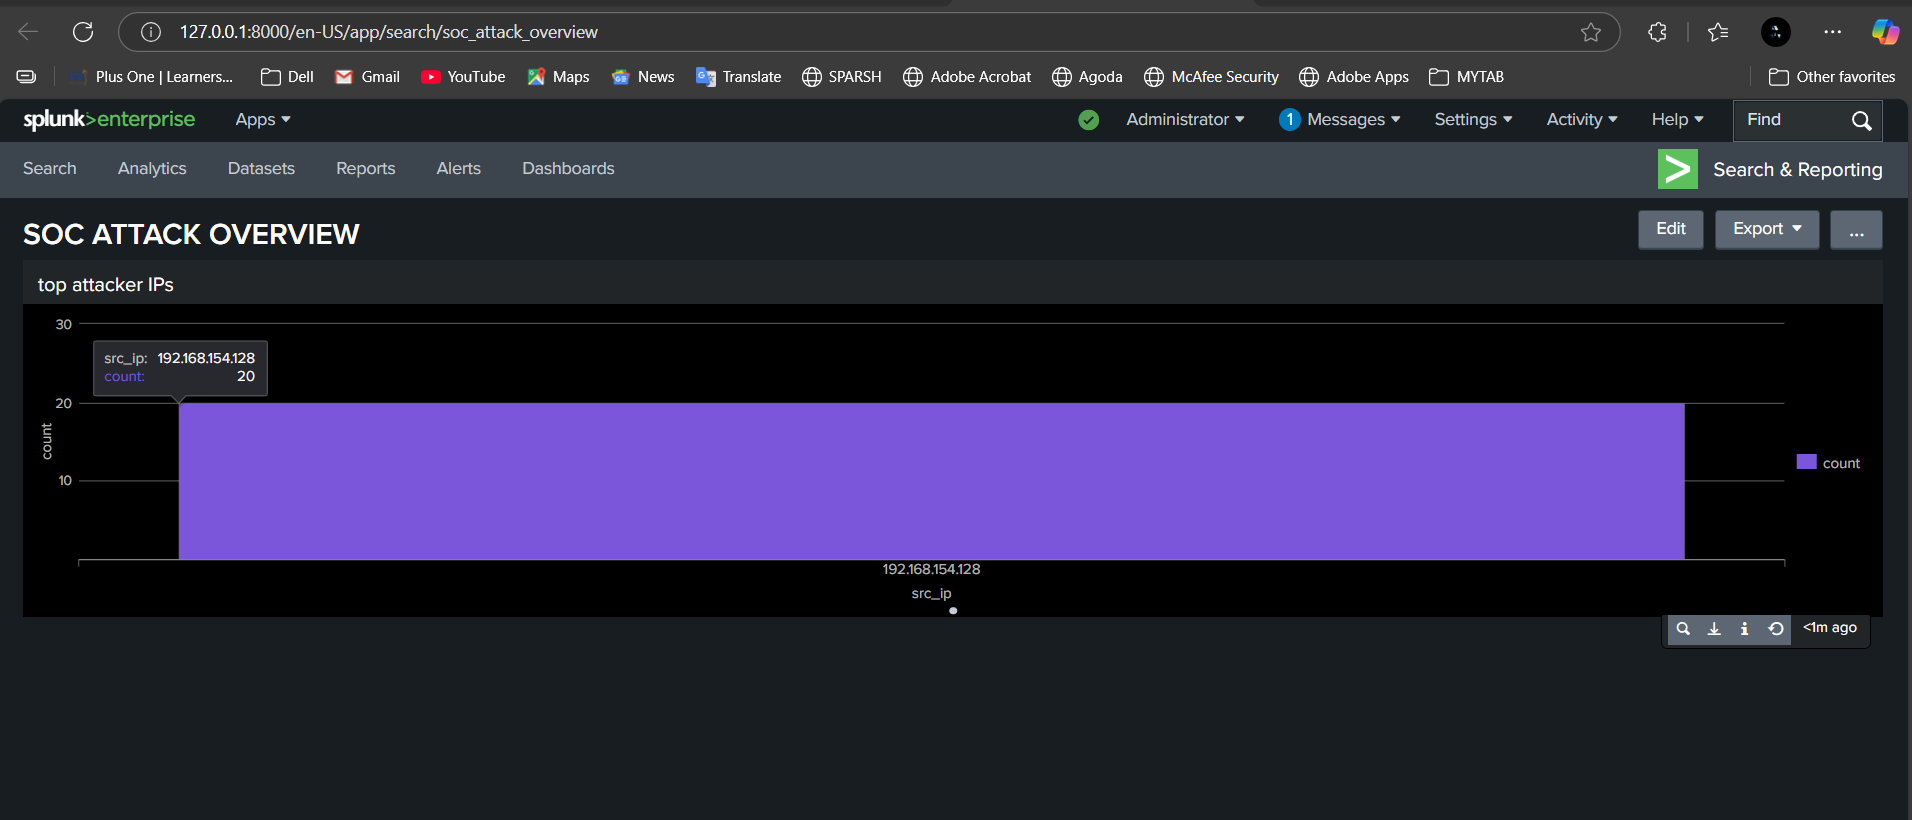 127.0.0.1:8000/en-US/app/search/soc_attack_overview
Plus One | Learners... Dell Gmail YouTube Maps News Translate SPARSH Adobe Acrobat Agoda McAfee Security Adobe Apps MYTAB Other favorites
splunk>enterprise Apps Administrator 1 Messages Settings Activity Help Find
Search Analytics Datasets Reports Alerts Dashboards Search & Reporting
SOC ATTACK OVERVIEW Edit Export ...
top attacker IPs
30
src_ip: 192.168.154.128
count: 20
20
count
10
count
192.168.154.128
src_ip
<1m ago